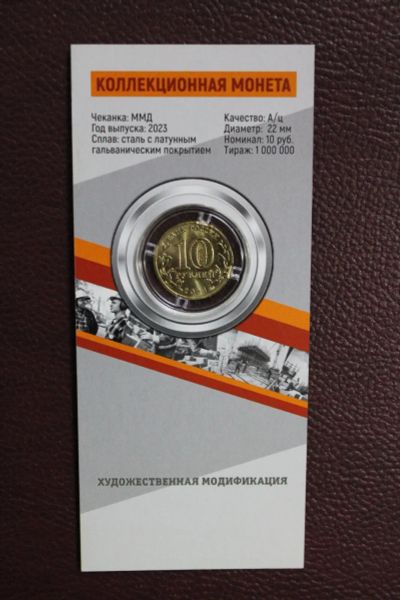 КОЛЛЕКЦИОННАЯ МОНЕТА
Чеканка: ММД
Год выпуска: 2023
Сплав: сталь с латунным
гальваническим покрытием
Качество: А/ц
Диаметр: 22 мм
Номинал: 10 руб.
Тираж: 1 000 000
10
РУБЛЕЙ
ХУДОЖЕСТВЕННАЯ МОДИФИКАЦИЯ